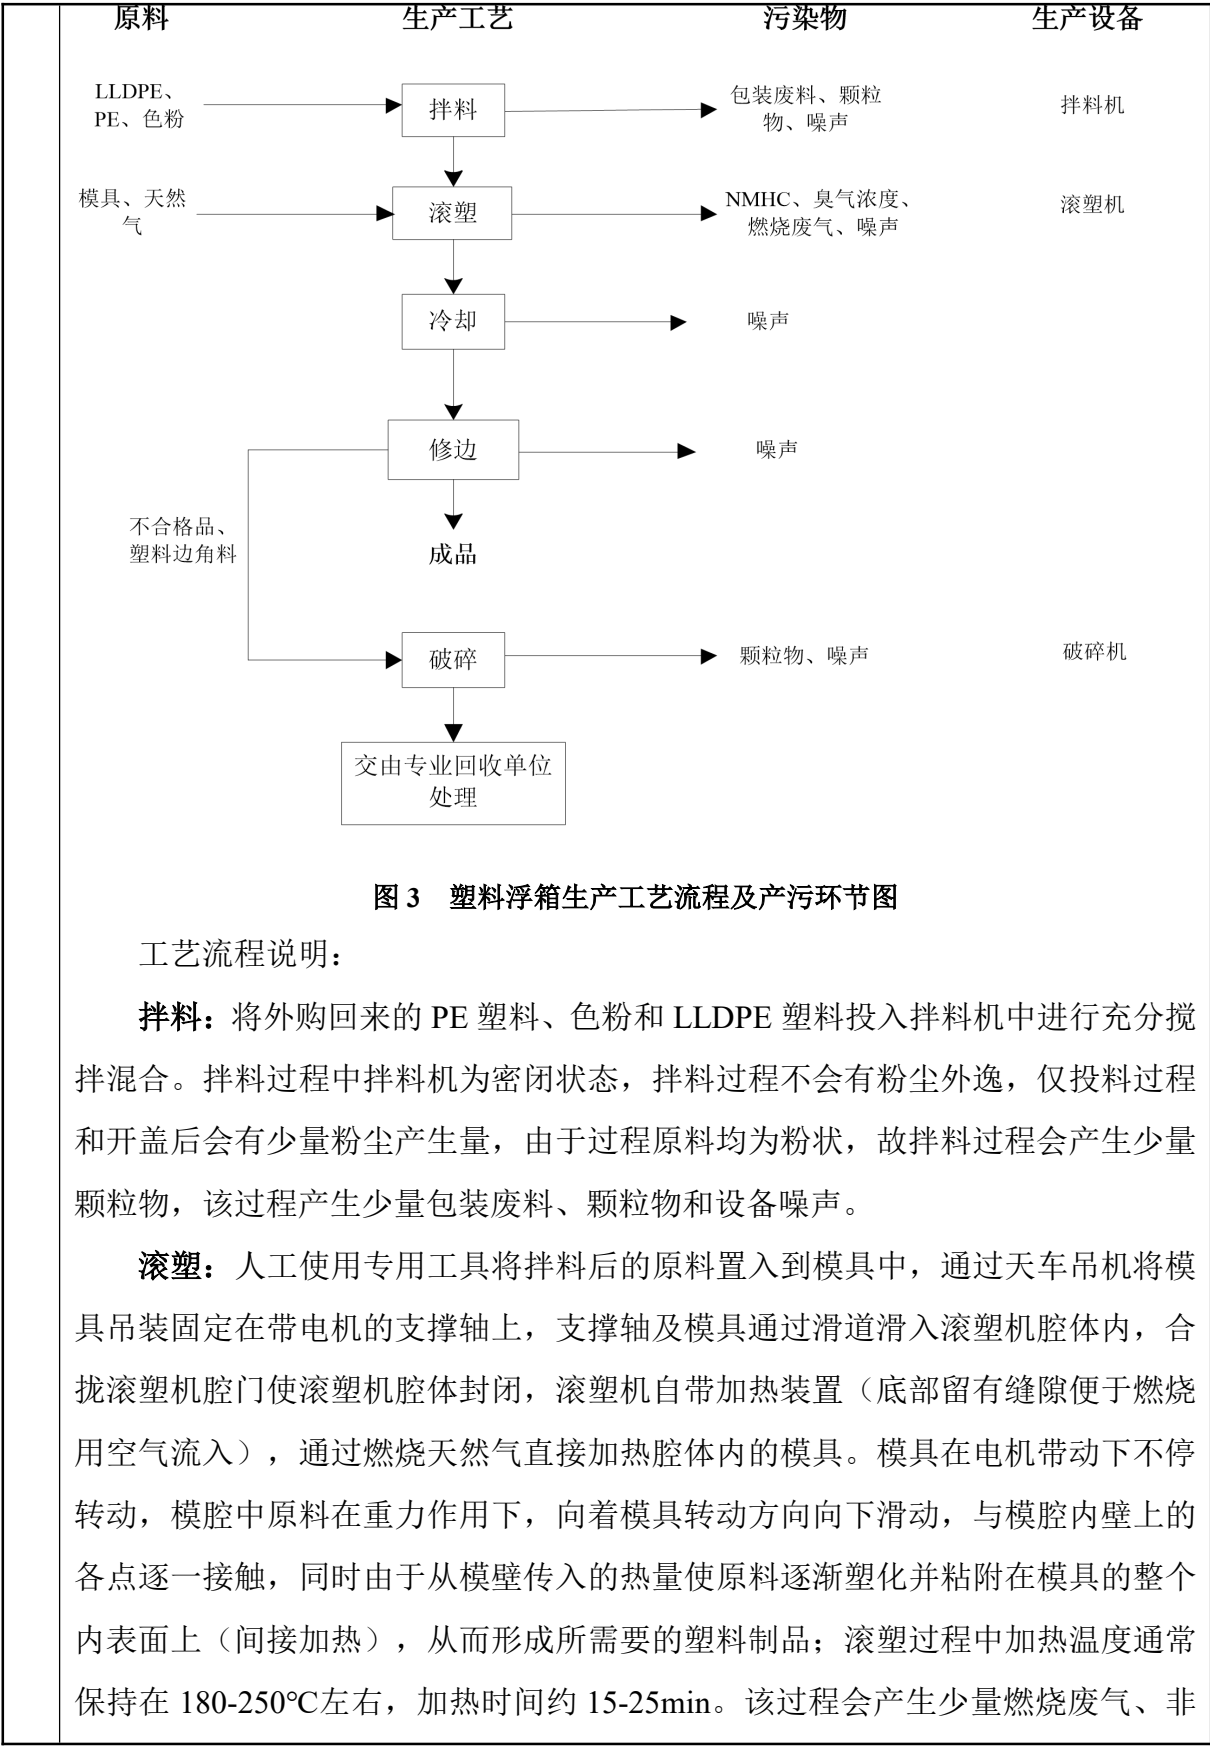 原料 生产工艺 污染物 生产设备
LLDPE、
PE、色粉
拌料
包装废料、颗粒
物、噪声
拌料机
模具、天然
气
滚塑
NMHC、臭气浓度、
燃烧废气、噪声
滚塑机
冷却
噪声
修边
噪声
不合格品、
塑料边角料
成品
破碎
颗粒物、噪声
破碎机
交由专业回收单位
处理
图 3 塑料浮箱生产工艺流程及产污环节图
工艺流程说明：
拌料：将外购回来的 PE 塑料、色粉和 LLDPE 塑料投入拌料机中进行充分搅
拌混合。拌料过程中拌料机为密闭状态，拌料过程不会有粉尘外逸，仅投料过程
和开盖后会有少量粉尘产生量，由于过程原料均为粉状，故拌料过程会产生少量
颗粒物，该过程产生少量包装废料、颗粒物和设备噪声。
滚塑：人工使用专用工具将拌料后的原料置入到模具中，通过天车吊机将模
具吊装固定在带电机的支撑轴上，支撑轴及模具通过滑道滑入滚塑机腔体内，合
拢滚塑机腔门使滚塑机腔体封闭，滚塑机自带加热装置（底部留有缝隙便于燃烧
用空气流入），通过燃烧天然气直接加热腔体内的模具。模具在电机带动下不停
转动，模腔中原料在重力作用下，向着模具转动方向向下滑动，与模腔内壁上的
各点逐一接触，同时由于从模壁传入的热量使原料逐渐塑化并粘附在模具的整个
内表面上（间接加热），从而形成所需要的塑料制品；滚塑过程中加热温度通常
保持在 180-250℃左右，加热时间约 15-25min。该过程会产生少量燃烧废气、非